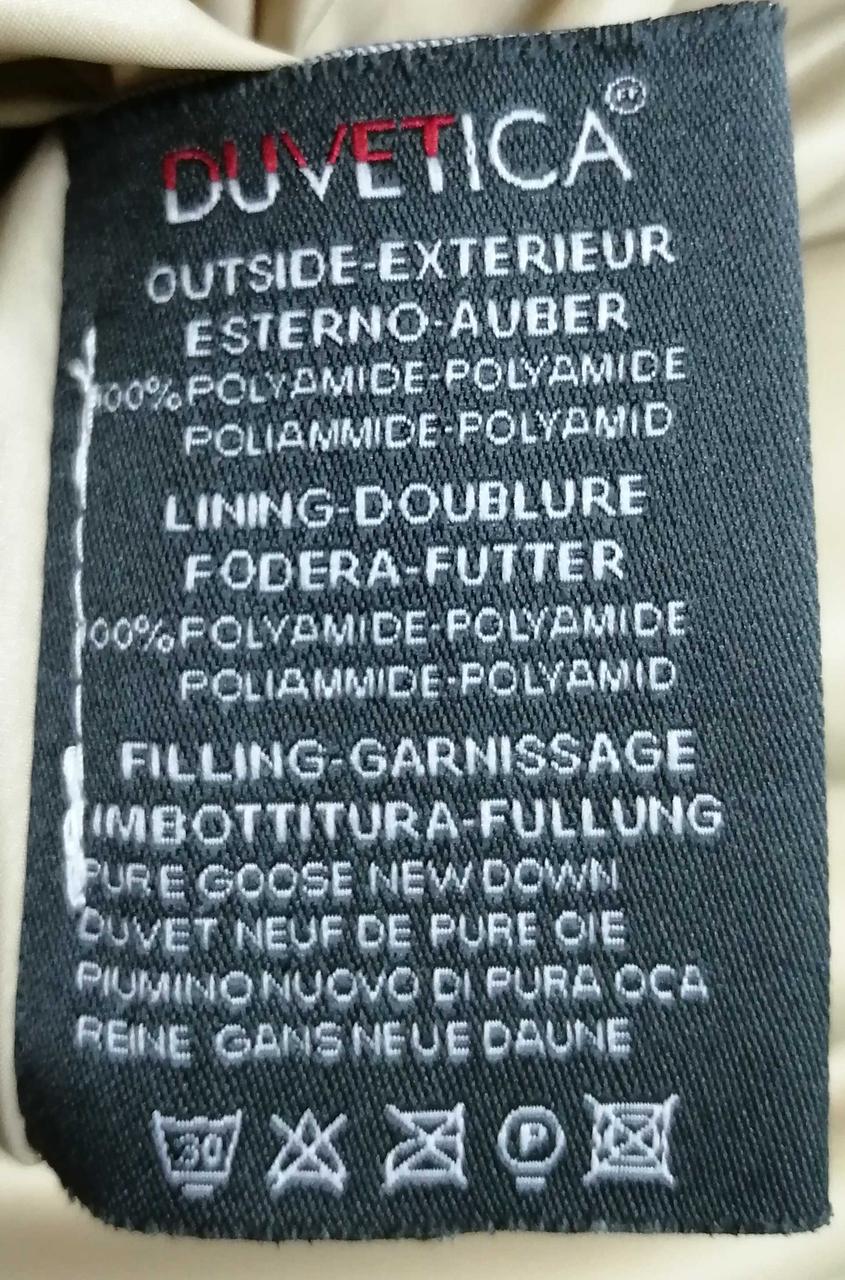 DUVETICA®
OUTSIDE-EXTERIEUR
ESTERNO-AUBER
100% POLYAMIDE-POLYAMIDE
POLIAMMIDE-POLYAMID
LINING-DOUBLURE
FODERA-FUTTER
100% POLYAMIDE-POLYAMIDE
POLIAMMIDE-POLYAMID
FILLING-GARNISSAGE
IMBOTTITURA-FULLUNG
PURE GOOSE NEW DOWN
DUVET NEUF DE PURE OIE
PIUMINO NUOVO DI PURA OCA
REINE GANS NEUE DAUNE
30 P